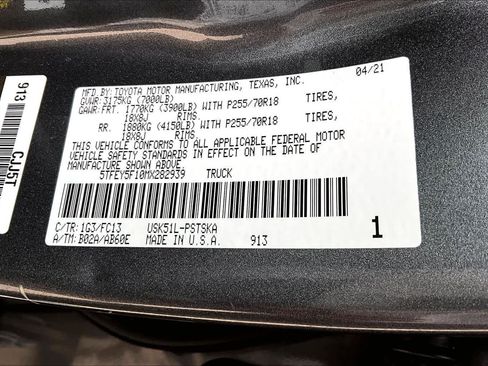 MFD.BY: TOYOTA MOTOR MANUFACTURING, TEXAS, INC. 04/21
GVWR: 3175KG (7000LB)
GAWR: FRT. 1770KG (3900LB) WITH P255/70R18 TIRES,
18X8J RIMS.
RR. 1880KG (4150LB) WITH P255/70R18 TIRES,
18X8J RIMS.
THIS VEHICLE CONFORMS TO ALL APPLICABLE FEDERAL MOTOR
VEHICLE SAFETY STANDARDS IN EFFECT ON THE DATE OF
MANUFACTURE SHOWN ABOVE.
5TFEY5F10MX282939 TRUCK
C/TR: 1G3/FC13 USK51L-PSTSKA
A/TM: B02A/AB60E MADE IN U.S.A. 913 1
913